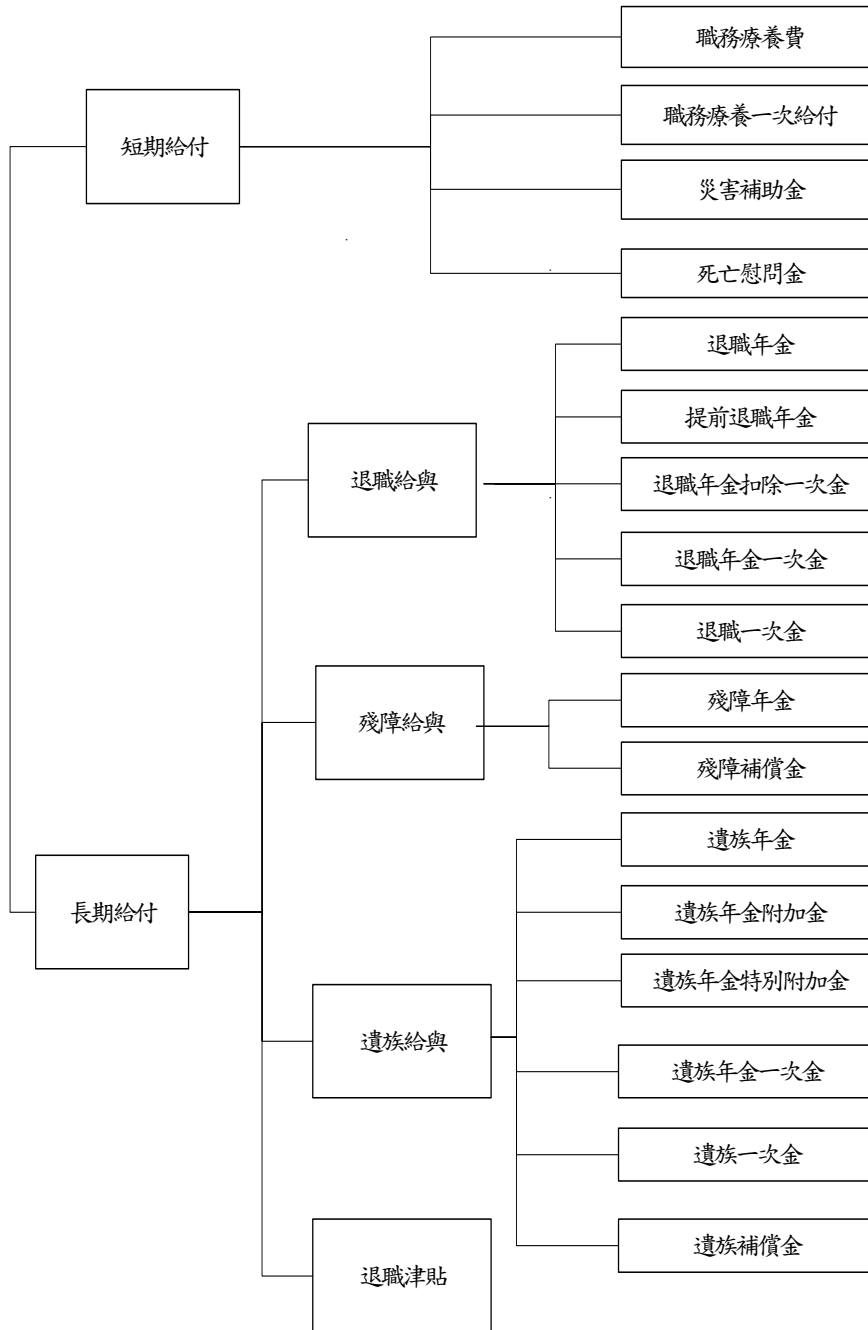 短期給付
職務療養費
職務療養一次給付
災害補助金
死亡慰問金
長期給付
退職給與
退職年金
提前退職年金
退職年金扣除一次金
退職年金一次金
退職一次金
殘障給與
殘障年金
殘障補償金
遺族給與
遺族年金
遺族年金附加金
遺族年金特別附加金
遺族年金一次金
遺族一次金
遺族補償金
退職津貼